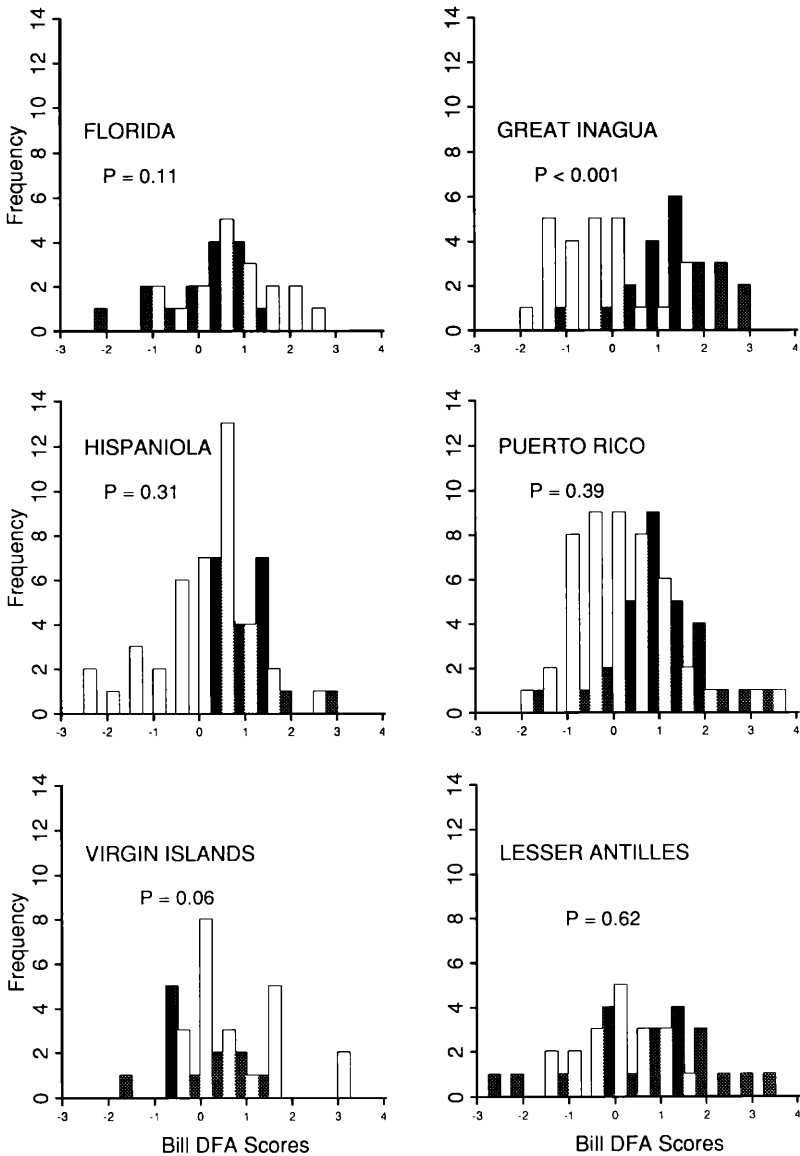 14
12
10
8
6
4
2
0
Frequency
FLORIDA
P = 0.11
-3 -2 -1 0 1 2 3 4
14
12
10
8
6
4
2
0
GREAT INAGUA
P < 0.001
-3 -2 -1 0 1 2 3 4
14
12
10
8
6
4
2
0
Frequency
HISPANIOLA
P = 0.31
-3 -2 -1 0 1 2 3 4
14
12
10
8
6
4
2
0
PUERTO RICO
P = 0.39
-3 -2 -1 0 1 2 3 4
14
12
10
8
6
4
2
0
Frequency
VIRGIN ISLANDS
P = 0.06
-3 -2 -1 0 1 2 3 4
Bill DFA Scores
14
12
10
8
6
4
2
0
LESSER ANTILLES
P = 0.62
-3 -2 -1 0 1 2 3 4
Bill DFA Scores